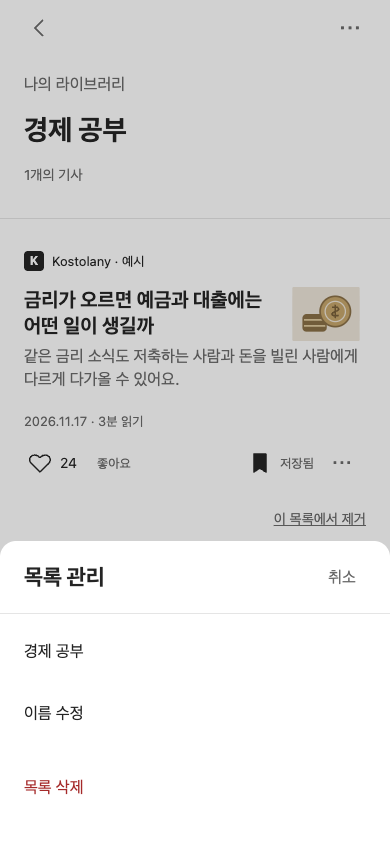 나의 라이브러리
경제 공부
1개의 기사
K Kostolany · 예시
금리가 오르면 예금과 대출에는
어떤 일이 생길까
같은 금리 소식도 저축하는 사람과 돈을 빌린 사람에게
다르게 다가올 수 있어요.
2026.11.17 · 3분 읽기
24 좋아요 저장됨
이 목록에서 제거
목록 관리 취소
경제 공부
이름 수정
목록 삭제